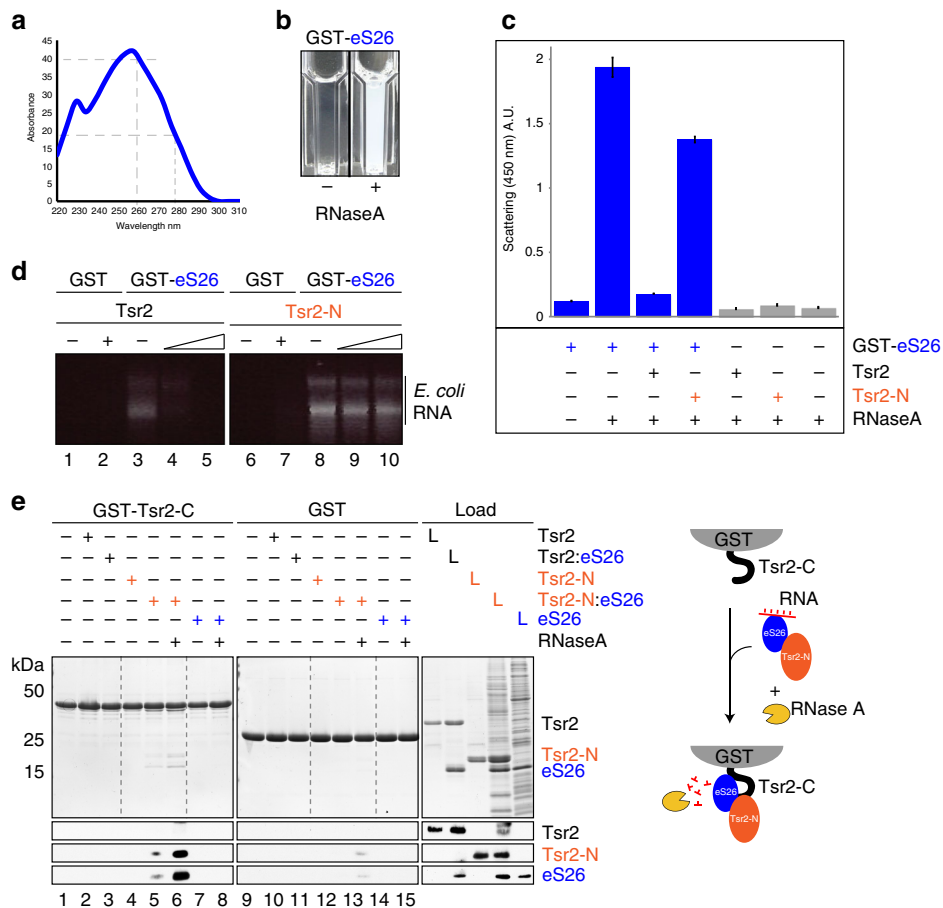 a
Absorbance
45
40
35
30
25
20
15
10
5
0
220 230 240 250 260 270 280 290 300 310
Wavelength nm
b
GST-eS26
– +
RNaseA
c
Scattering (450 nm) A.U.
2
1.5
1
0.5
0
+ + + + – – – GST-eS26
– – + – + – – Tsr2
– – – + – + – Tsr2-N
– + + + + + + RNaseA
d
GST GST-eS26 GST GST-eS26
Tsr2 Tsr2-N
– + – – + –
E. coli
RNA
1 2 3 4 5 6 7 8 9 10
e
GST-Tsr2-C GST Load
– + – – – – – – – + – – – – – L Tsr2
– – + – – – – – – – + – – – – L Tsr2:eS26
– – – + – – – – – – – + – – – L Tsr2-N
– – – – + + – – – – – – + + – – L Tsr2-N:eS26
– – – – – – + + – – – – – + + L eS26
– – – – – + – + – – – – + – + RNaseA
kDa
50
25
15
Tsr2
Tsr2-N
eS26
Tsr2
Tsr2-N
eS26
1 2 3 4 5 6 7 8 9 10 11 12 13 14 15
GST
Tsr2-C
RNA
eS26
Tsr2-N
+
RNase A
GST
Tsr2-C
eS26
Tsr2-N